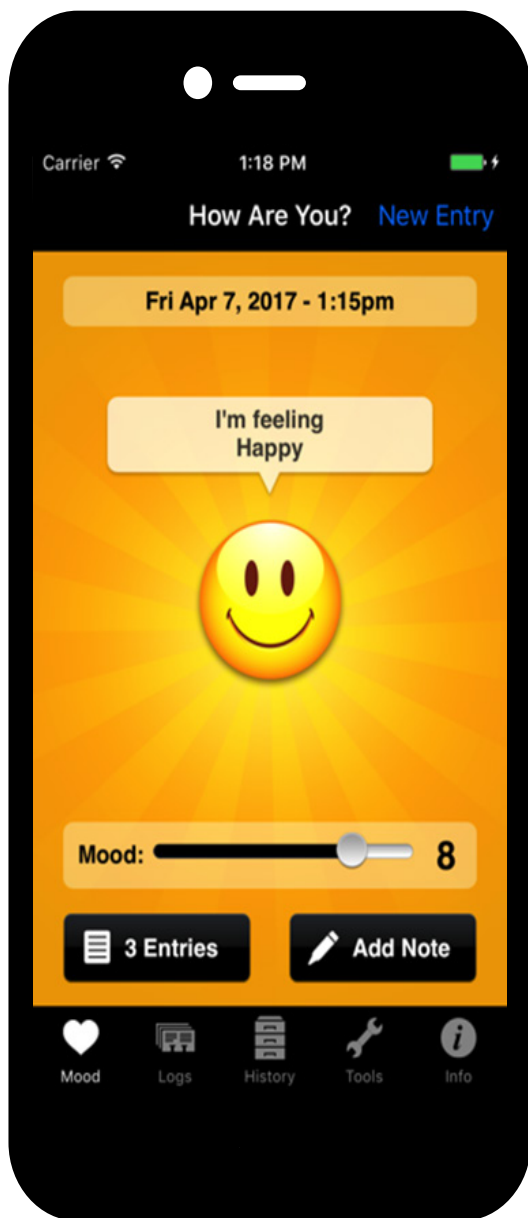 Carrier
1:18 PM
How Are You?
New Entry
Fri Apr 7, 2017 - 1:15pm
I'm feeling
Happy
Mood:
8
3 Entries
Add Note
Mood
Logs
History
Tools
Info